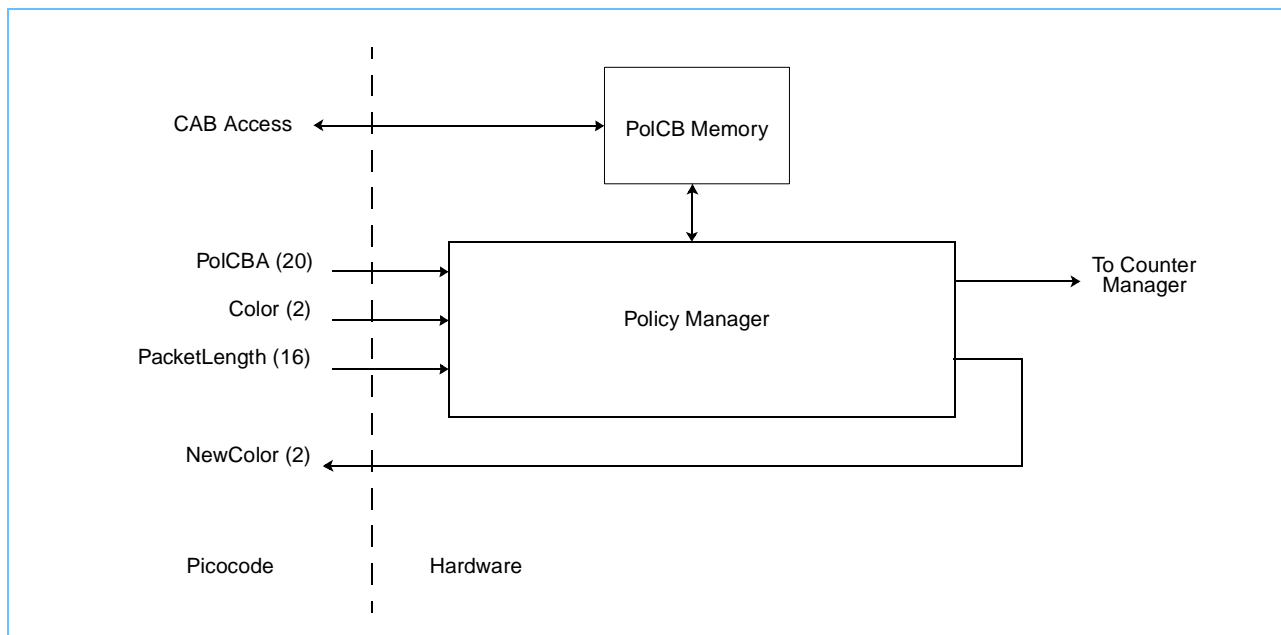 CAB Access
PolCB Memory
PolCBA (20)
Color (2)
PacketLength (16)
Policy Manager
To Counter
Manager
NewColor (2)
Picocode
Hardware